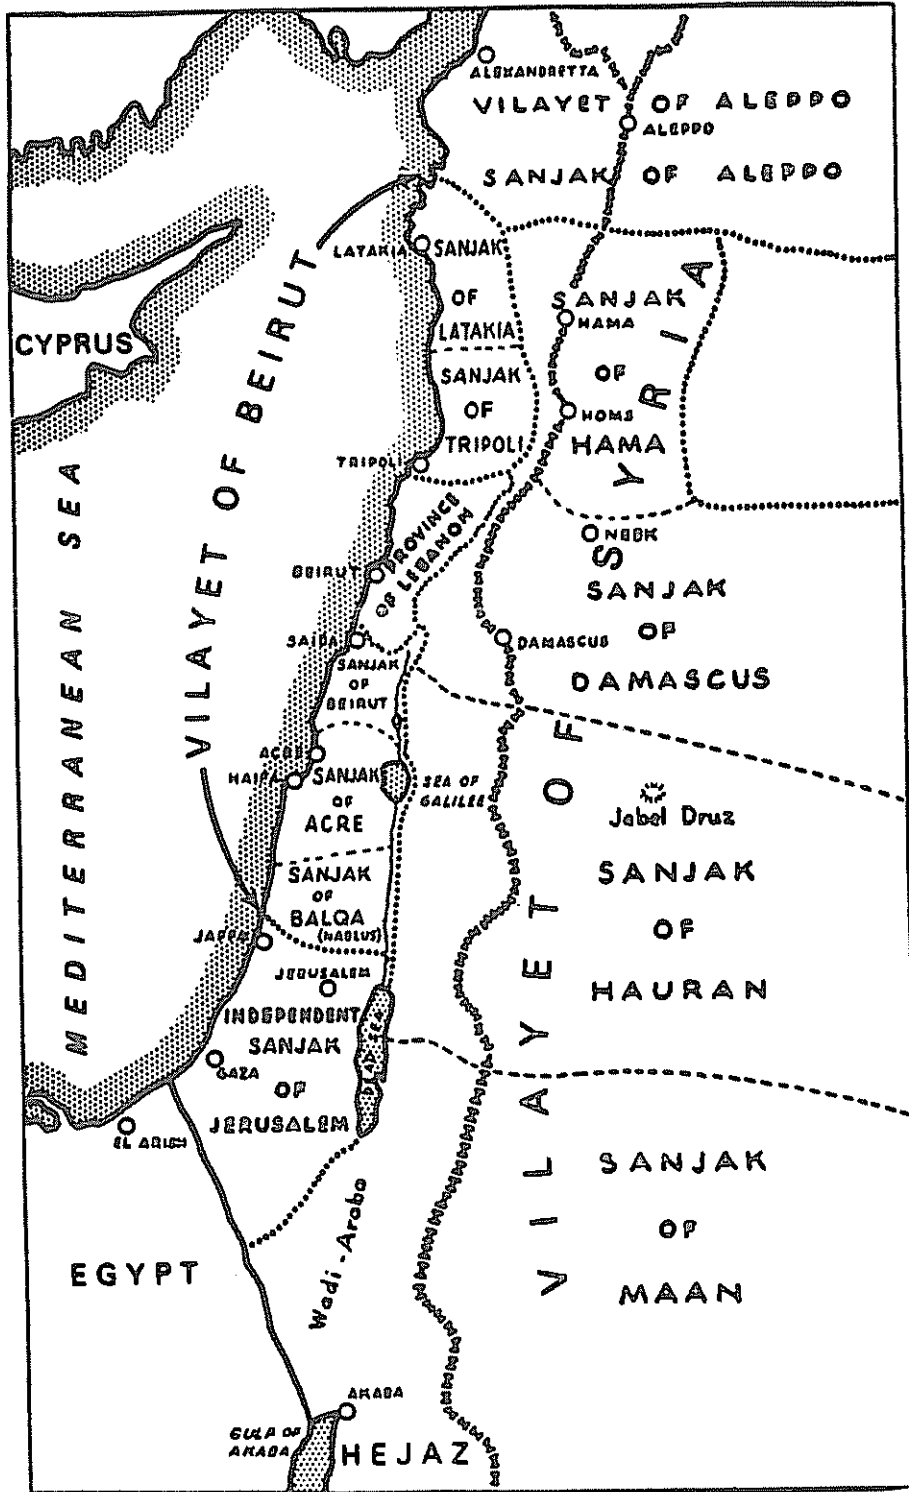 ALEXANDRETTA
VILAYET OF ALEPPO
ALEPPO
SANJAK OF ALEPPO
LATAKIA
SANJAK
OF
LATAKIA
SANJAK
HAMA
OF
HOMS
HAMA
CYPRUS
SANJAK
OF
TRIPOLI
TRIPOLI
VILAYET OF BEIRUT
MEDITERRANEAN SEA
PROVINCE
OF LEBANON
BEIRUT
NEBK
SANJAK
OF
DAMASCUS
DAMASCUS
SAIDA
SANJAK
OF
BEIRUT
ACRE
HAIFA
SANJAK
OF
ACRE
SEA OF
GALILEE
Jabal Druz
SANJAK
OF
HAURAN
VILAYET OF SYRIA
SANJAK
OF
BALQA
(NABLUS)
JAFFA
JERUSALEM
INDEPENDENT
SANJAK
OF
JERUSALEM
DEAD SEA
GAZA
EL ARISH
SANJAK
OF
MAAN
EGYPT
Wadi-Araba
AKABA
GULF OF
AKABA
HEJAZ